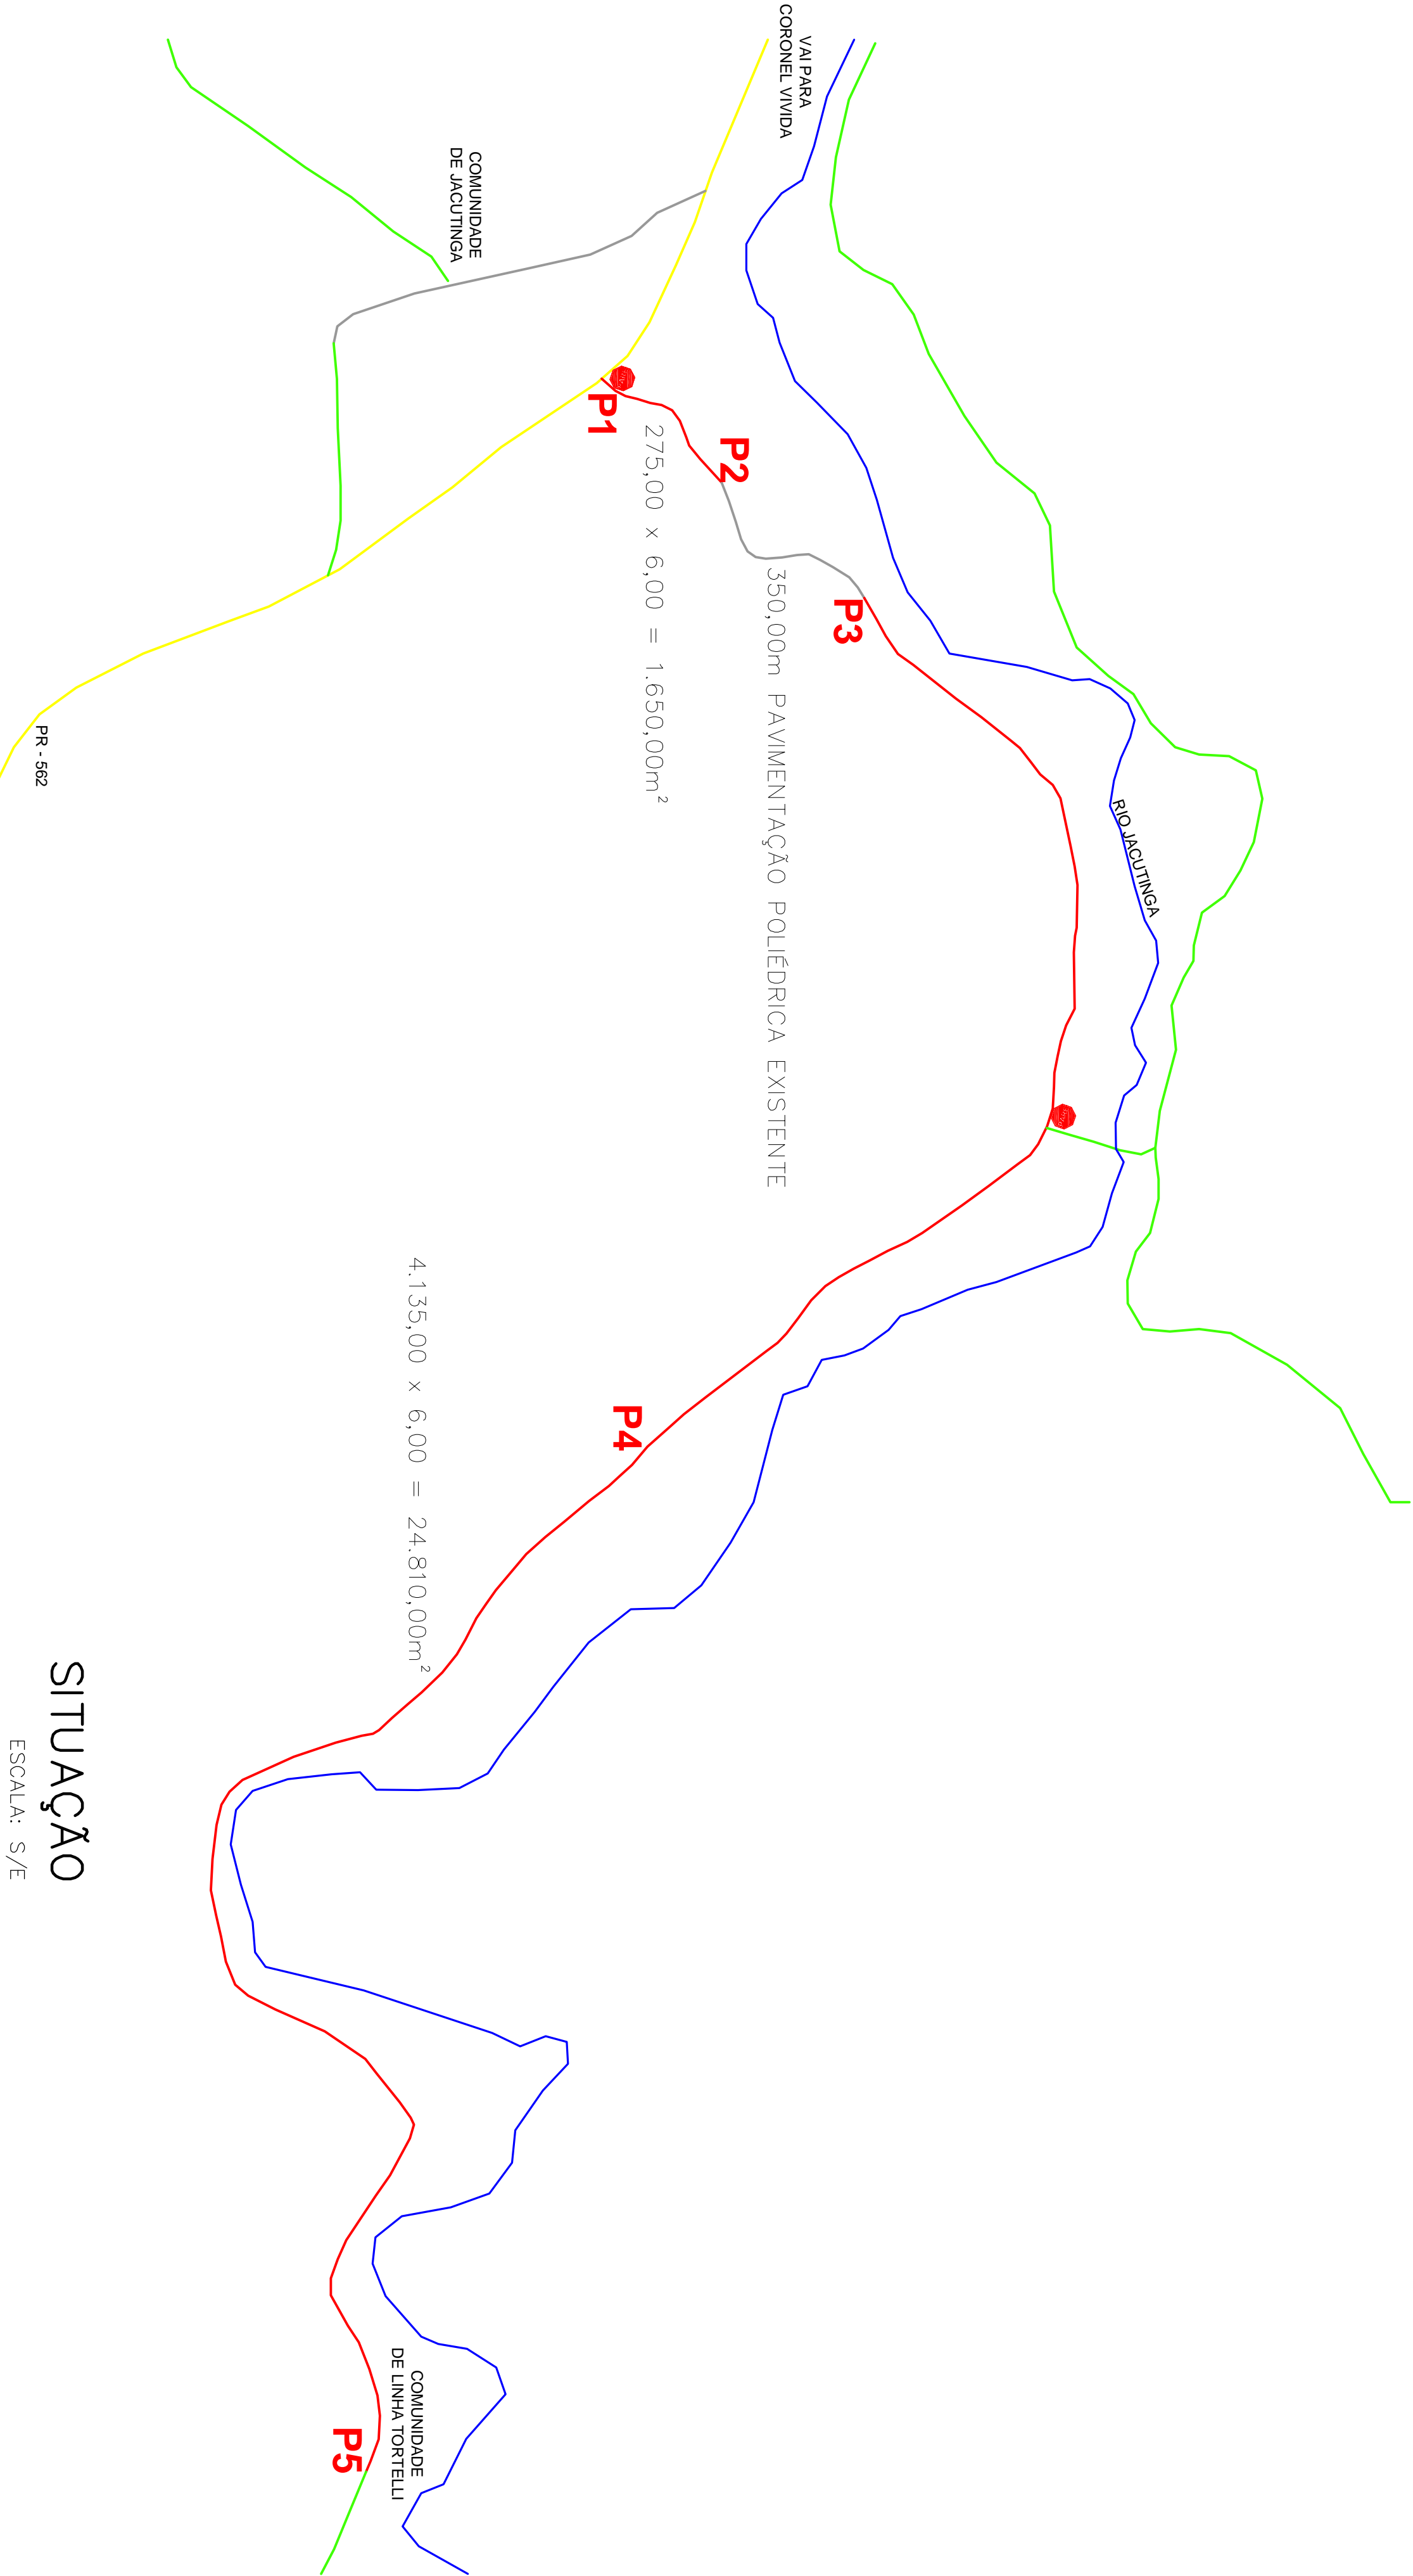 VAI PARA
CORONEL VIVIDA
COMUNIDADE
DE JACUTINGA
P1
P2
275,00 x 6,00 = 1.650,00m²
P3
350,00m PAVIMENTAÇÃO POLIÉDRICA EXISTENTE
RIO JACUTINGA
PR - 562
P4
4.135,00 x 6,00 = 24.810,00m²
COMUNIDADE
DE LINHA TORTELLI
P5
SITUAÇÃO
ESCALA: S/E